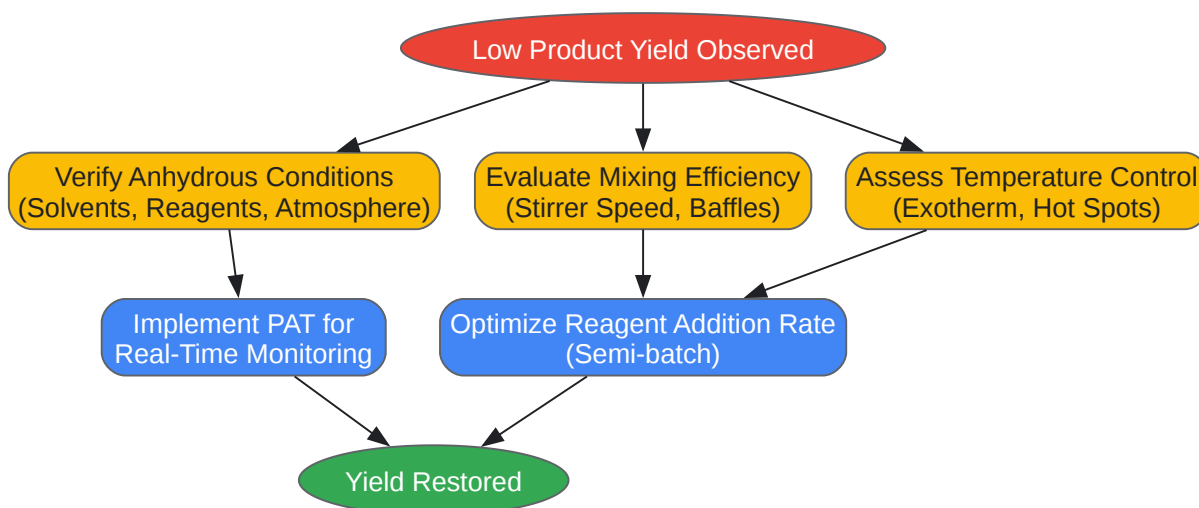 Low Product Yield Observed
Verify Anhydrous Conditions
(Solvents, Reagents, Atmosphere)
Evaluate Mixing Efficiency
(Stirrer Speed, Baffles)
Assess Temperature Control
(Exotherm, Hot Spots)
Implement PAT for
Real-Time Monitoring
Optimize Reagent Addition Rate
(Semi-batch)
Yield Restored